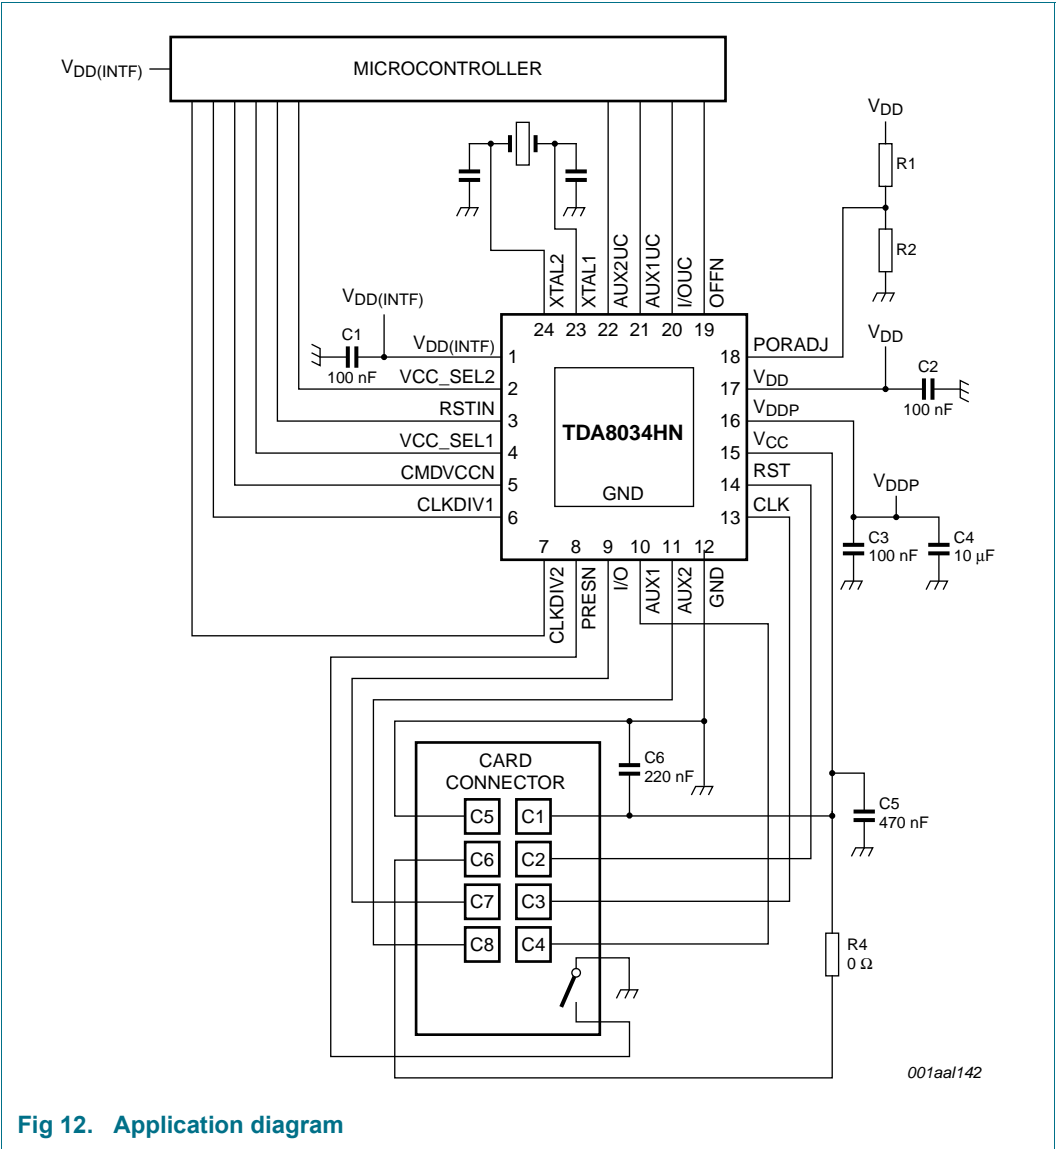 MICROCONTROLLER
VDD(INTF)
VDD
R1
R2
XTAL2
XTAL1
AUX2UC
AUX1UC
I/OUC
OFFN
VDD(INTF)
C1
100 nF
24 23 22 21 20 19
VDD(INTF) 1
VCC_SEL2 2
RSTIN 3
VCC_SEL1 4
CMDVCCN 5
CLKDIV1 6
TDA8034HN
GND
18 PORADJ
17 VDD
16 VDDP
15 VCC
14 RST
13 CLK
VDD
C2
100 nF
VDDP
C3
100 nF
C4
10 μF
7 8 9 10 11 12
CLKDIV2
PRESN
I/O
AUX1
AUX2
GND
CARD
CONNECTOR
C6
220 nF
C5 C1
C6 C2
C7 C3
C8 C4
C5
470 nF
R4
0 Ω
001aal142
Fig 12. Application diagram